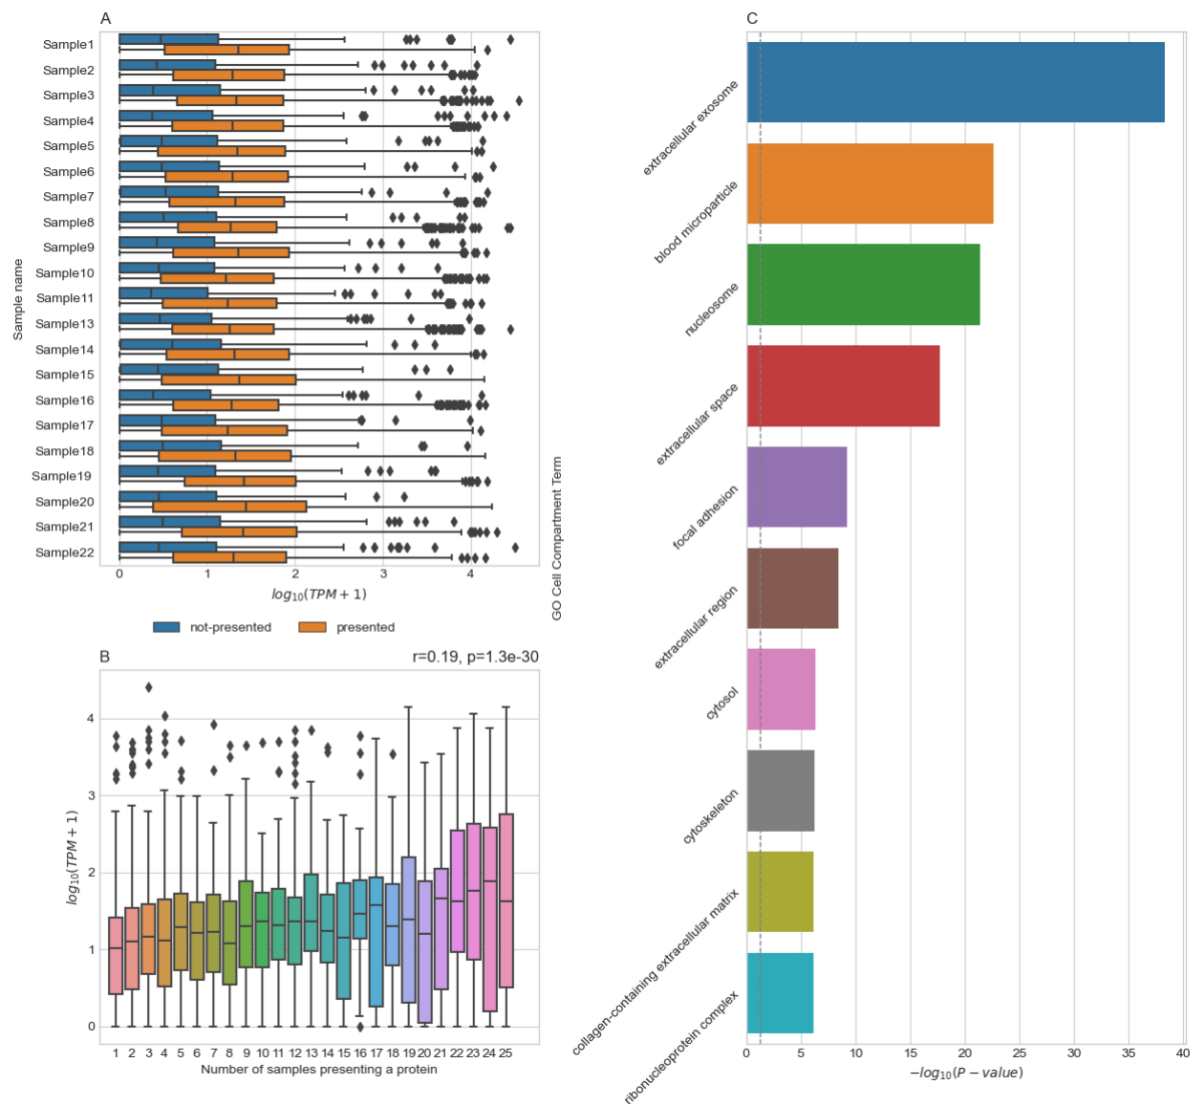 A
Sample name
Sample1
Sample2
Sample3
Sample4
Sample5
Sample6
Sample7
Sample8
Sample9
Sample10
Sample11
Sample13
Sample14
Sample15
Sample16
Sample17
Sample18
Sample19
Sample20
Sample21
Sample22
0 1 2 3 4
log₁₀(TPM + 1)
not-presented presented
B
r=0.19, p=1.3e-30
log₁₀(TPM + 1)
4
3
2
1
0
1 2 3 4 5 6 7 8 9 10 11 12 13 14 15 16 17 18 19 20 21 22 23 24 25
Number of samples presenting a protein
C
GO Cell Compartment Term
extracellular exosome
blood microparticle
nucleosome
extracellular space
focal adhesion
extracellular region
cytosol
cytoskeleton
collagen-containing extracellular matrix
ribonucleoprotein complex
0 5 10 15 20 25 30 35 40
−log₁₀(P − value)